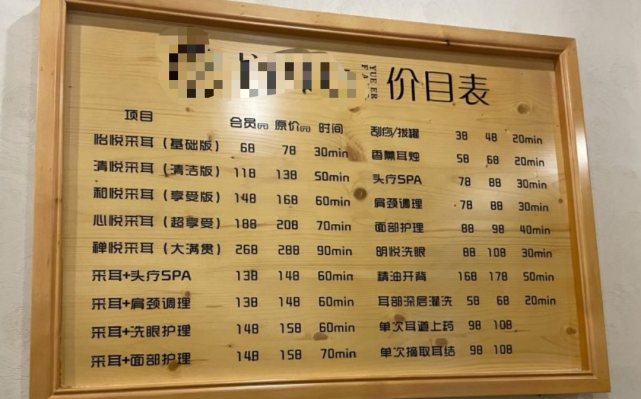 YUE ER
价目表
项目 会员(元) 原价(元) 时间
怡悦采耳（基础版） 68 78 30min
清悦采耳（清洁版） 118 138 50min
和悦采耳（享受版） 148 168 60min
心悦采耳（超享受） 188 208 70min
禅悦采耳（大满贯） 268 288 90min
采耳+头疗SPA 138 148 60min
采耳+肩颈调理 138 148 60min
采耳+洗眼护理 148 158 60min
采耳+面部护理 148 158 70min
刮痧/拔罐 38 48 20min
香薰耳烛 58 68 20min
头疗SPA 78 88 30min
肩颈调理 78 88 30min
面部护理 88 98 40min
明悦洗眼 88 108 30min
精油开背 168 178 50min
耳部深层灌洗 58 68 20min
单次耳道上药 98 108
单次摘取耳结 98 108